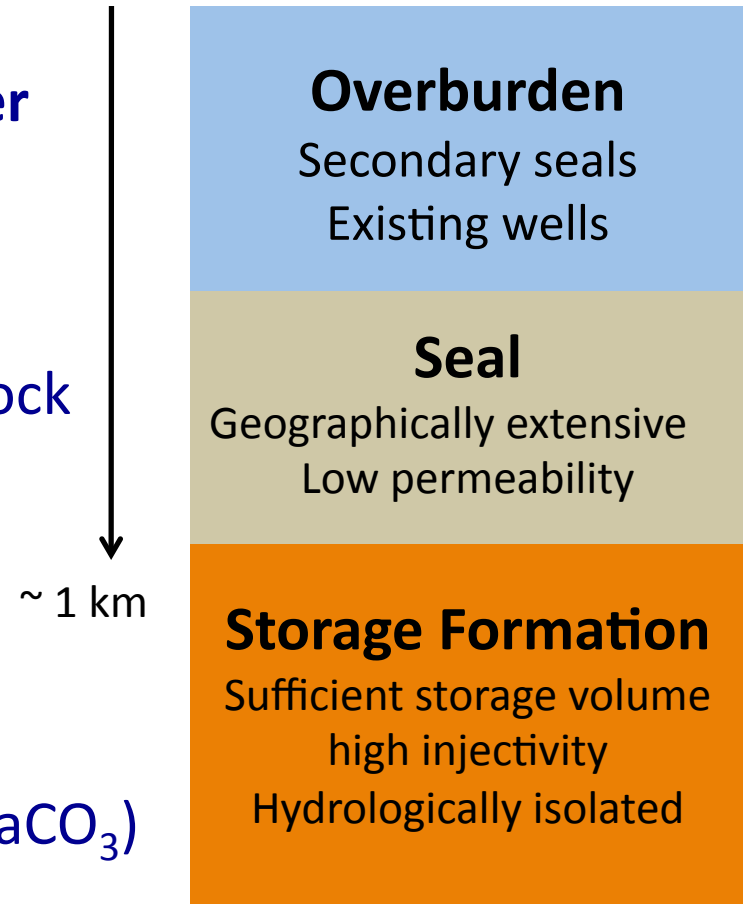 er
ock
~ 1 km
aCO₃)
Overburden
Secondary seals
Existing wells
Seal
Geographically extensive
Low permeability
Storage Formation
Sufficient storage volume
high injectivity
Hydrologically isolated